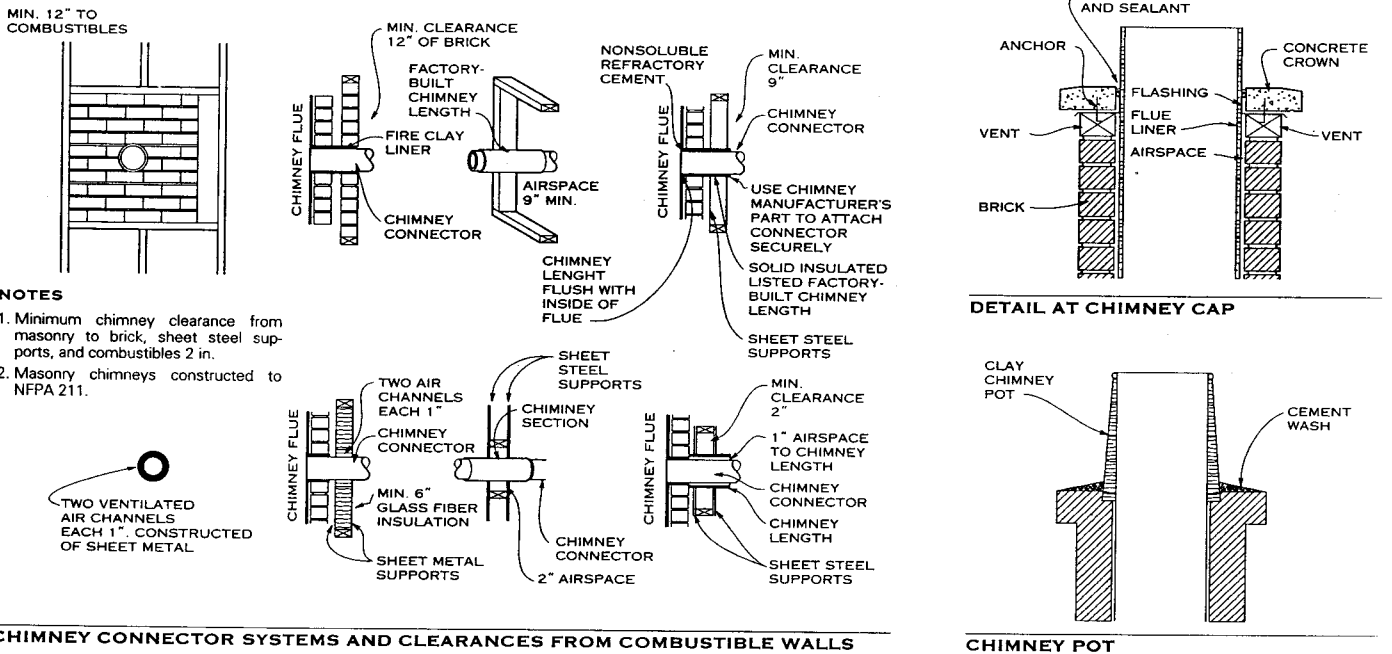 MIN. 12" TO
COMBUSTIBLES
MIN. CLEARANCE
12" OF BRICK
FACTORY-
BUILT
CHIMNEY
LENGTH
CHIMNEY FLUE
FIRE CLAY
LINER
AIRSPACE
9" MIN.
CHIMNEY
CONNECTOR
NONSOLUBLE
REFRACTORY
CEMENT
MIN.
CLEARANCE
9"
CHIMNEY FLUE
CHIMNEY
CONNECTOR
USE CHIMNEY
MANUFACTURER'S
PART TO ATTACH
CONNECTOR
SECURELY
CHIMNEY
LENGHT
FLUSH WITH
INSIDE OF
FLUE
SOLID INSULATED
LISTED FACTORY-
BUILT CHIMNEY
LENGTH
SHEET STEEL
SUPPORTS
NOTES
1. Minimum chimney clearance from
masonry to brick, sheet steel sup-
ports, and combustibles 2 in.
2. Masonry chimneys constructed to
NFPA 211.
TWO VENTILATED
AIR CHANNELS
EACH 1". CONSTRUCTED
OF SHEET METAL
CHIMNEY FLUE
TWO AIR
CHANNELS
EACH 1"
CHIMNEY
CONNECTOR
MIN. 6"
GLASS FIBER
INSULATION
SHEET METAL
SUPPORTS
SHEET
STEEL
SUPPORTS
CHIMINEY
SECTION
CHIMNEY
CONNECTOR
2" AIRSPACE
CHIMNEY FLUE
MIN.
CLEARANCE
2"
1" AIRSPACE
TO CHIMNEY
LENGTH
CHIMNEY
CONNECTOR
CHIMNEY
LENGTH
SHEET STEEL
SUPPORTS
CHIMNEY CONNECTOR SYSTEMS AND CLEARANCES FROM COMBUSTIBLE WALLS
AND SEALANT
ANCHOR
CONCRETE
CROWN
FLASHING
VENT
FLUE
LINER
VENT
AIRSPACE
BRICK
DETAIL AT CHIMNEY CAP
CLAY
CHIMNEY
POT
CEMENT
WASH
CHIMNEY POT